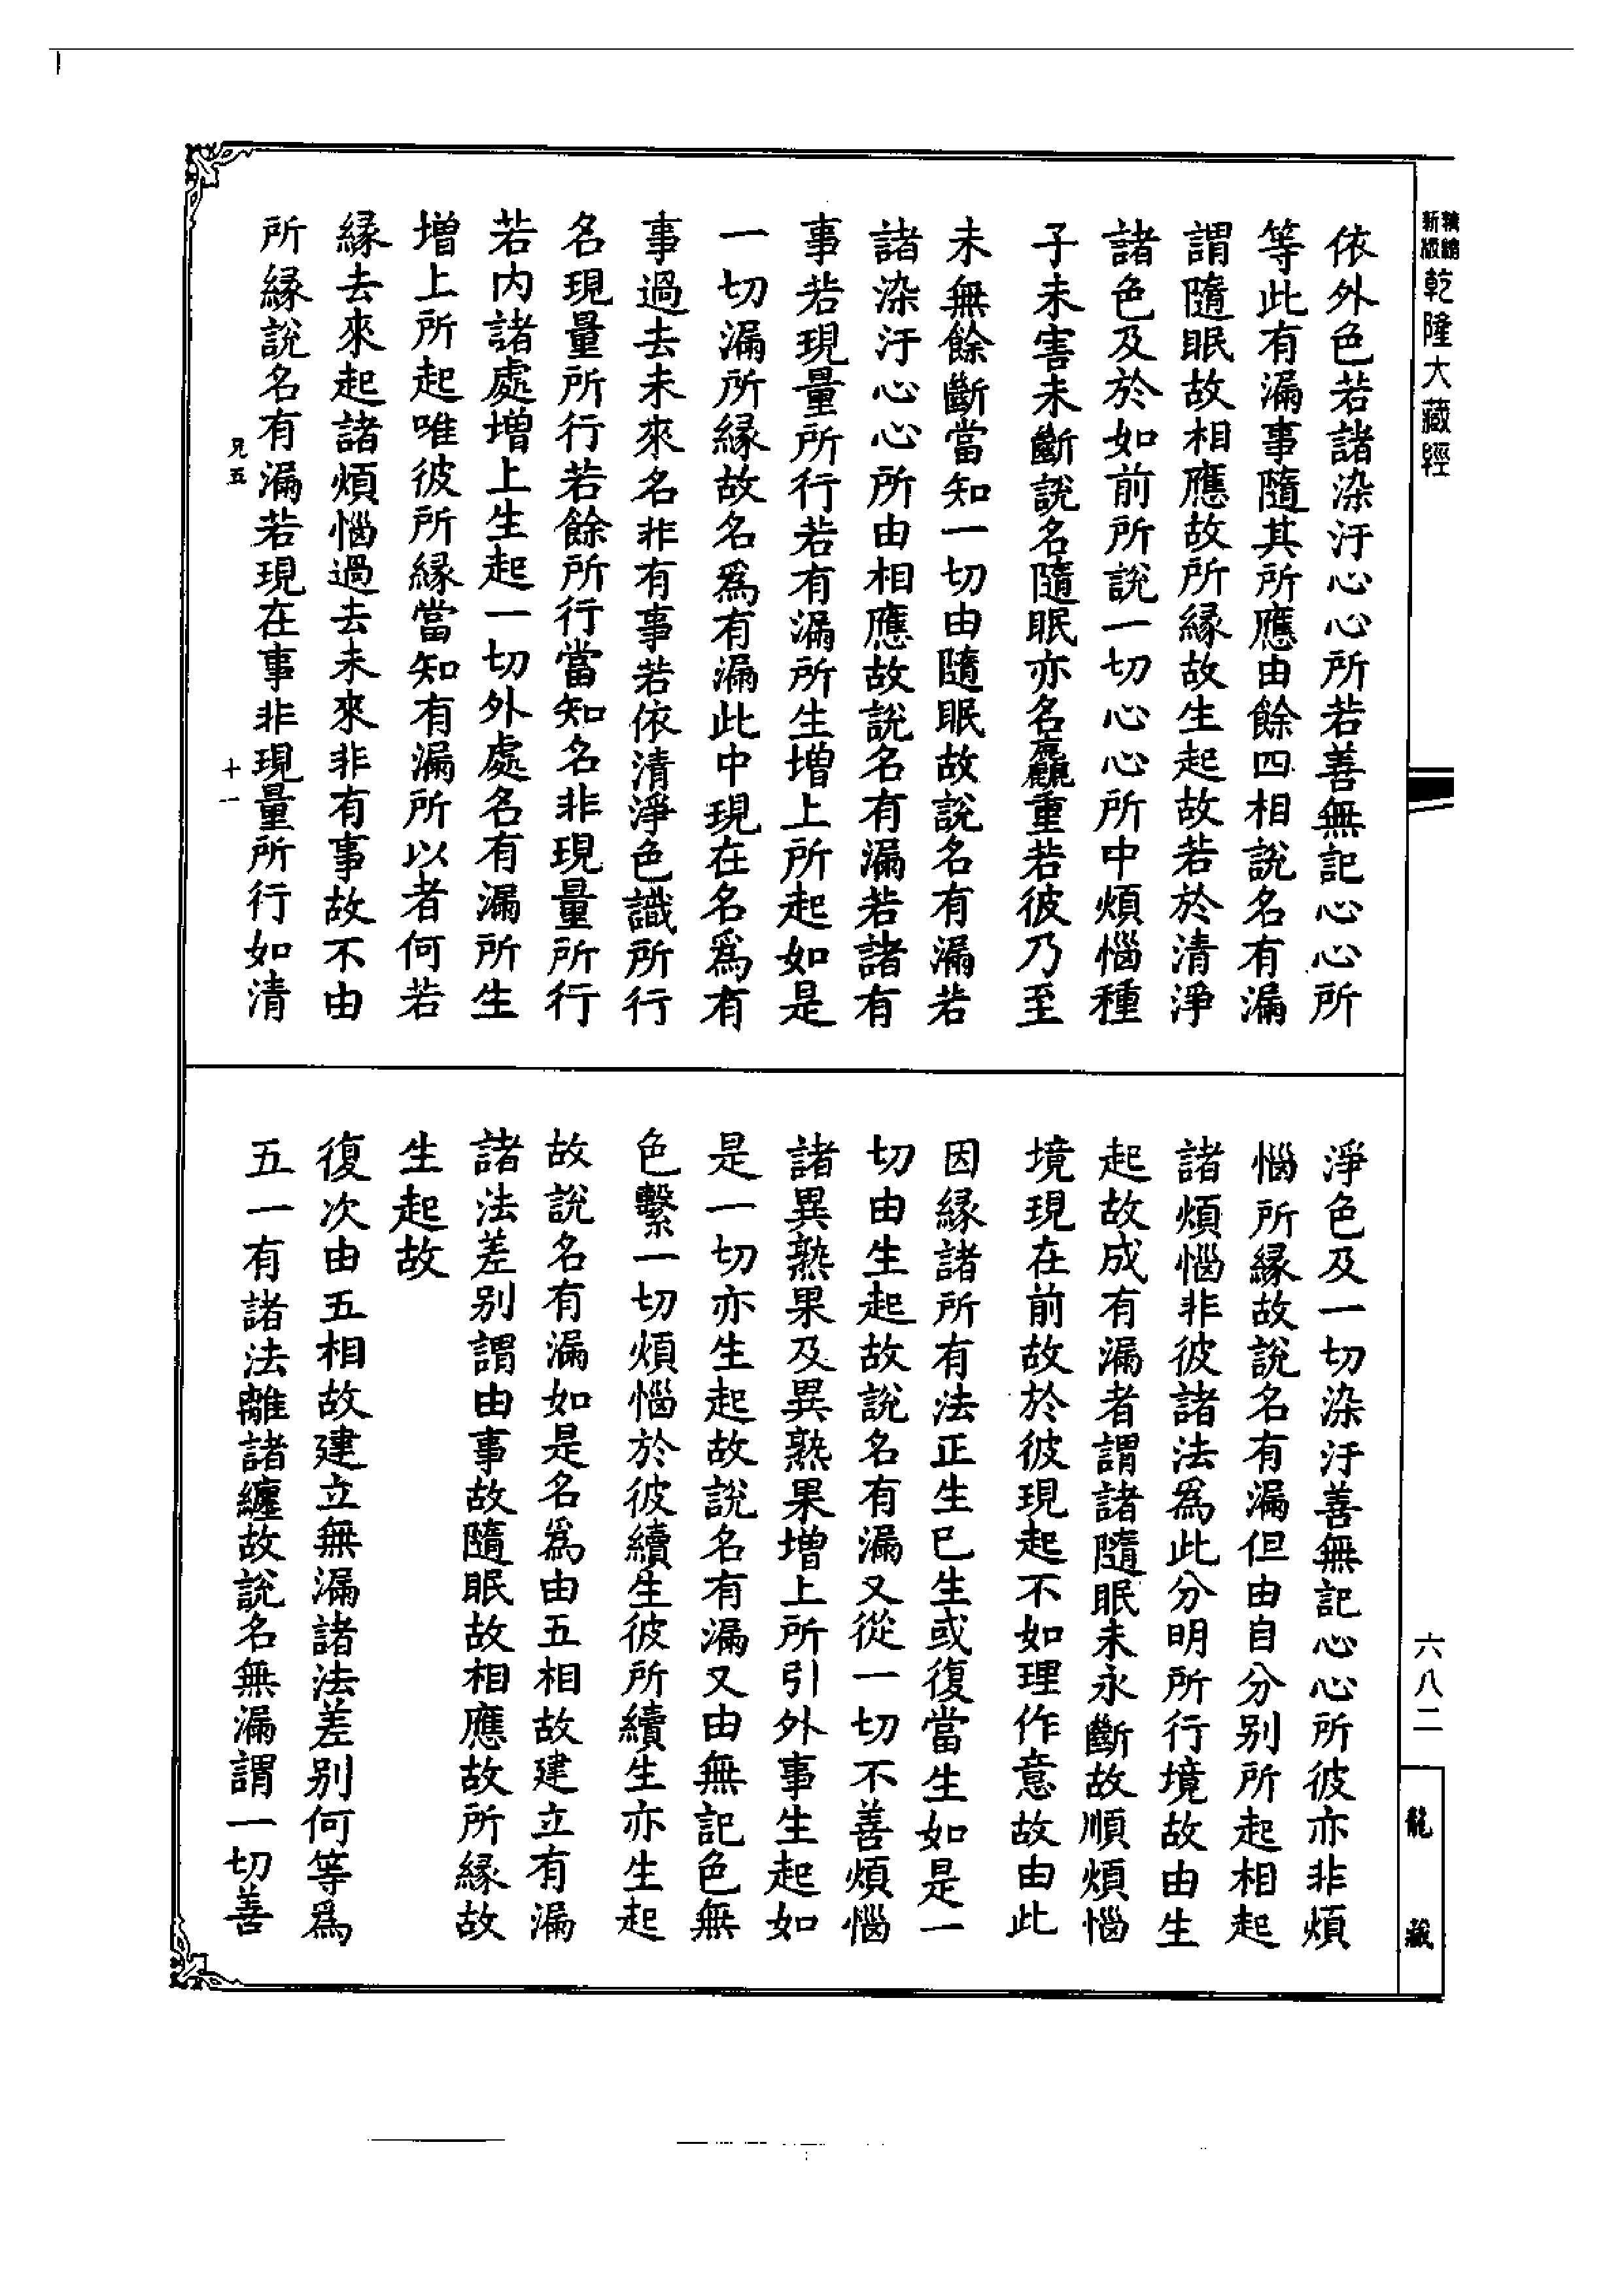 精繕
新版
乾隆大藏經
依外色若諸染汙心心所若善無記心心所
等此有漏事隨其所應由餘四相說名有漏
謂隨眠故相應故所緣故生起故若於清淨
諸色及於如前所說一切心心所中煩惱種
子未害未斷說名隨眠亦名麤重若彼乃至
未無餘斷當知一切由隨眠故說名有漏若
諸染汙心心所由相應故說名有漏若諸有
事若現量所行若有漏所生增上所起如是
一切漏所緣故名爲有漏此中現在名爲有
事過去未來名非有事若依清淨色識所行
名現量所行若餘所行當知名非現量所行
若內諸處增上生起一切外處名有漏所生
增上所起唯彼所緣當知有漏所以者何若
緣去來起諸煩惱過去未來非有事故不由
所緣說名有漏若現在事非現量所行如清
兄五
十一
淨色及一切染汙善無記心心所彼亦非煩
惱所緣故說名有漏但由自分別所起相起
諸煩惱非彼諸法爲此分明所行境故由生
起故成有漏者謂諸隨眠未永斷故順煩惱
境現在前故於彼現起不如理作意故由此
因緣諸所有法正生已生或復當生如是一
切由生起故說名有漏又從一切不善煩惱
諸異熟果及異熟果增上所引外事生起如
是一切亦生起故說名有漏又由無記色無
色繫一切煩惱於彼續生彼所續生亦生起
故說名有漏如是名爲由五相故建立有漏
諸法差別謂由事故隨眠故相應故所緣故
生起故
復次由五相故建立無漏諸法差別何等爲
五一有諸法離諸纏故說名無漏謂一切善
六八二
龍藏